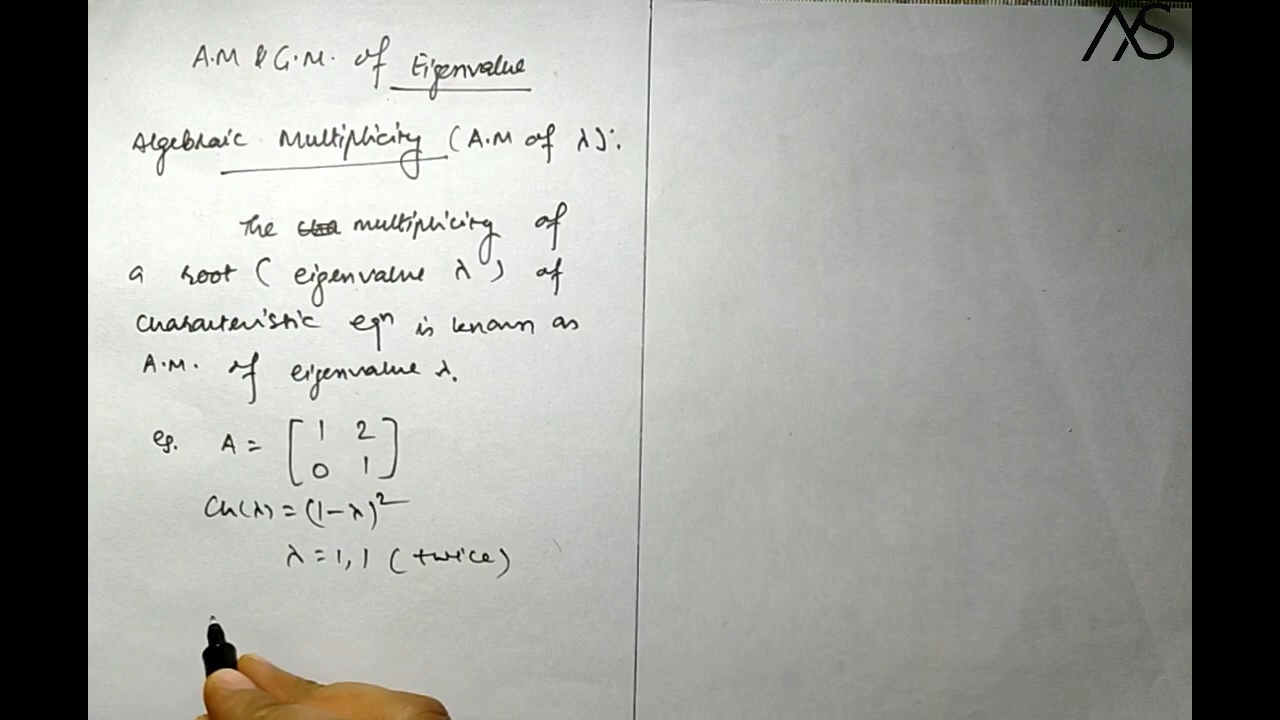 A.M & G.M. of Eigenvalue
Algebraic Multiplicity (A.M of λ):
The multiplicity of
a root (eigenvalue λ) of
characteristic eqn is known as
A.M. of eigenvalue λ.
eg. A = [1 2
0 1]
Ch(λ) = (1-λ)²
λ = 1, 1 (twice)
AS